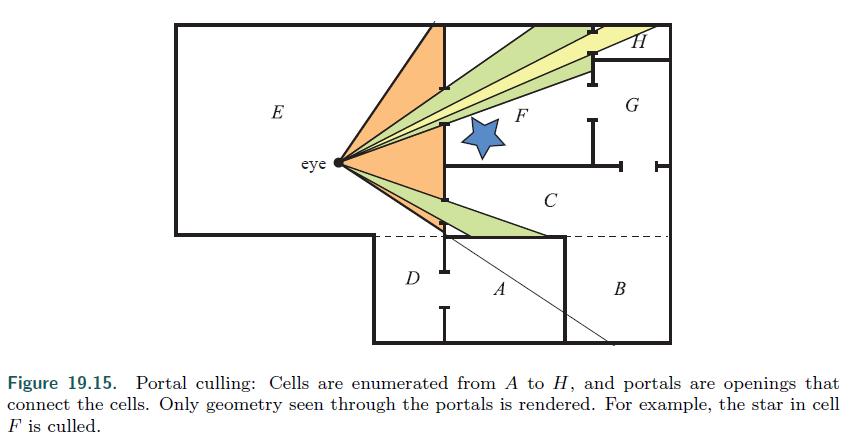 H
E
F
G
eye
C
D
A
B
Figure 19.15. Portal culling: Cells are enumerated from A to H, and portals are openings that
connect the cells. Only geometry seen through the portals is rendered. For example, the star in cell
F is culled.